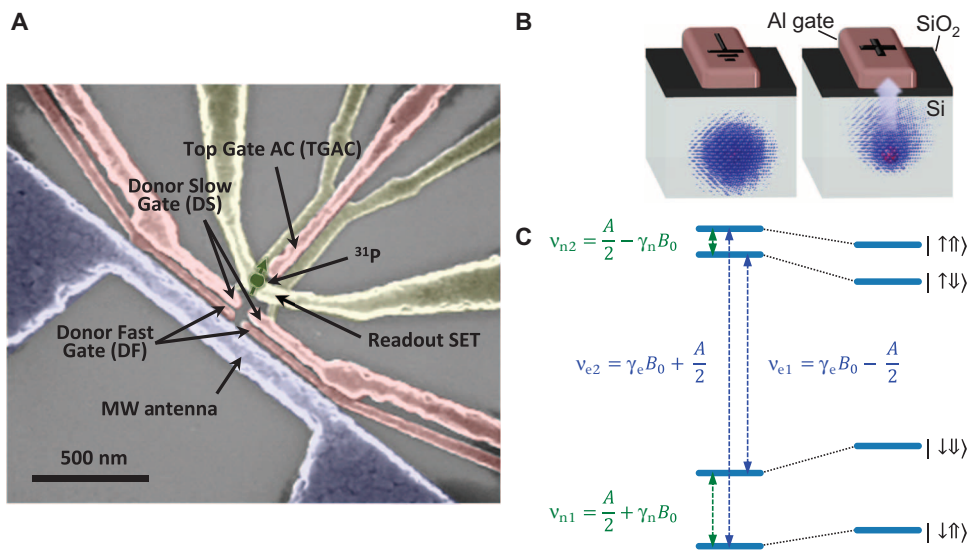 A
Top Gate AC (TGAC)
Donor Slow
Gate (DS)
³¹P
Donor Fast
Gate (DF)
Readout SET
MW antenna
500 nm
B
Al gate
SiO₂
Si
C
νₙ₂ = A/2 − γₙB₀
| ↑⇑⟩
| ↑⇓⟩
νₑ₂ = γₑB₀ + A/2
νₑ₁ = γₑB₀ − A/2
| ↓⇓⟩
νₙ₁ = A/2 + γₙB₀
| ↓⇑⟩